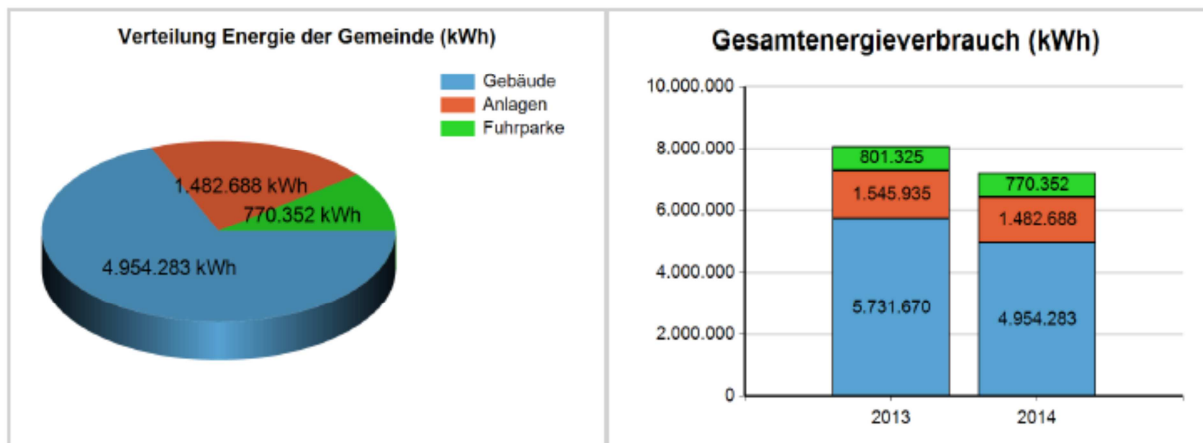 Verteilung Energie der Gemeinde (kWh)
Gebäude
Anlagen
Fuhrparke
1.482.688 kWh
770.352 kWh
4.954.283 kWh
Gesamtenergieverbrauch (kWh)
10.000.000
8.000.000
6.000.000
4.000.000
2.000.000
0
801.325
1.545.935
5.731.670
770.352
1.482.688
4.954.283
2013
2014